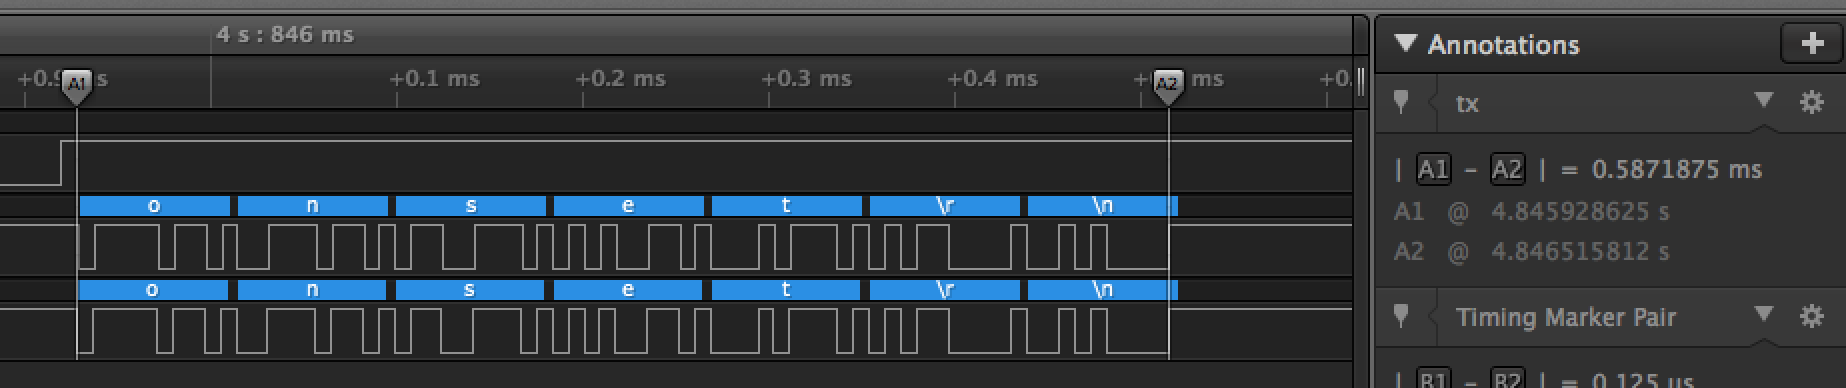 4 s : 846 ms
+0.9 A1 s +0.1 ms +0.2 ms +0.3 ms +0.4 ms + A2 ms +0.
o n s e t \r \n
o n s e t \r \n
Annotations +
tx
| A1 - A2 | = 0.5871875 ms
A1 @ 4.845928625 s
A2 @ 4.846515812 s
Timing Marker Pair
| B1 - B2 | = 0.125 µs